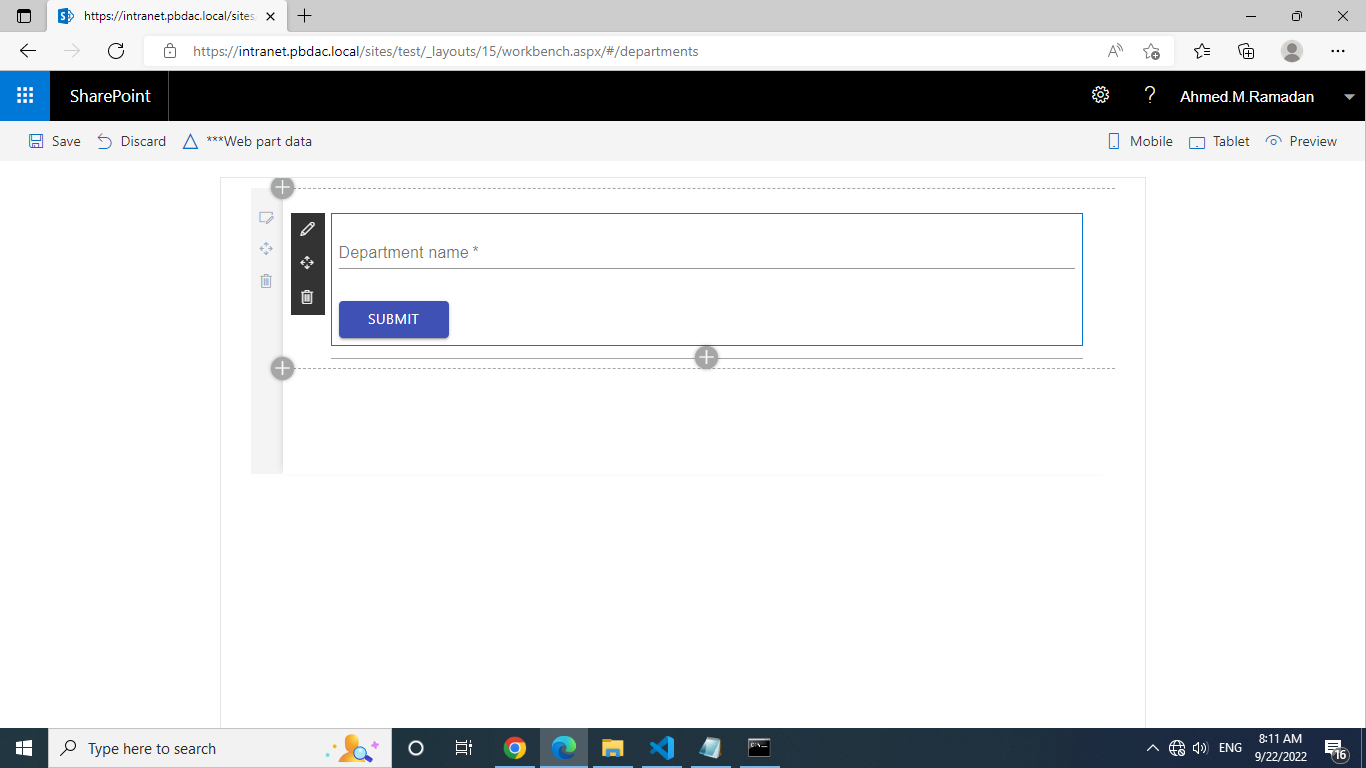 https://intranet.pbdac.local/sites
https://intranet.pbdac.local/sites/test/_layouts/15/workbench.aspx/#/departments
SharePoint
? Ahmed.M.Ramadan
Save Discard ***Web part data Mobile Tablet Preview
Department name *
SUBMIT
Type here to search
ENG
8:11 AM
9/22/2022
16